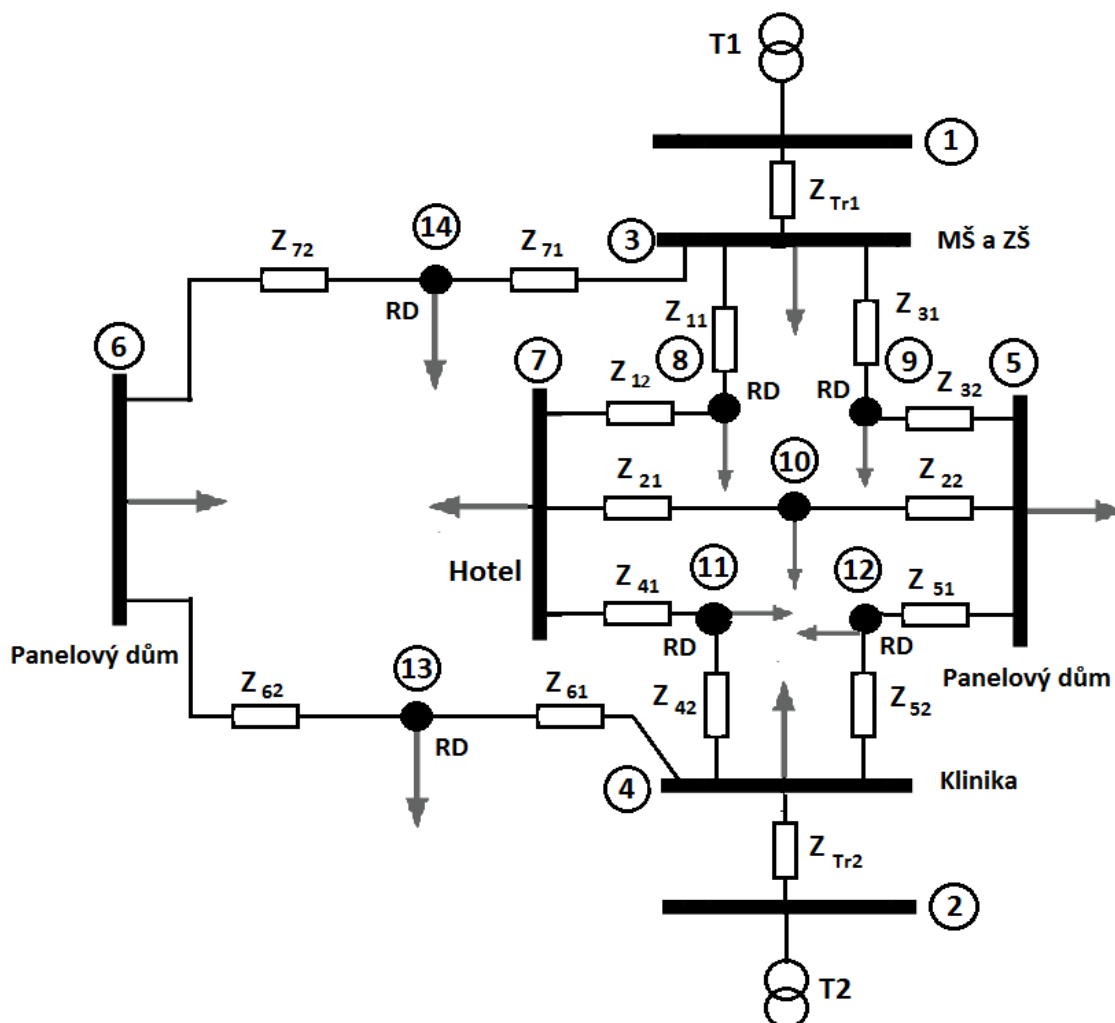 T1
1
Z Tr1
14
3
MŠ a ZŠ
Z 72
Z 71
RD
Z 11
Z 31
6
7
8
9
5
Z 12
RD
RD
Z 32
10
Z 21
Z 22
Hotel
11
12
Z 41
Z 51
Panelový dům
13
RD
RD
Panelový dům
Z 62
Z 61
Z 42
Z 52
RD
4
Klinika
Z Tr2
2
T2